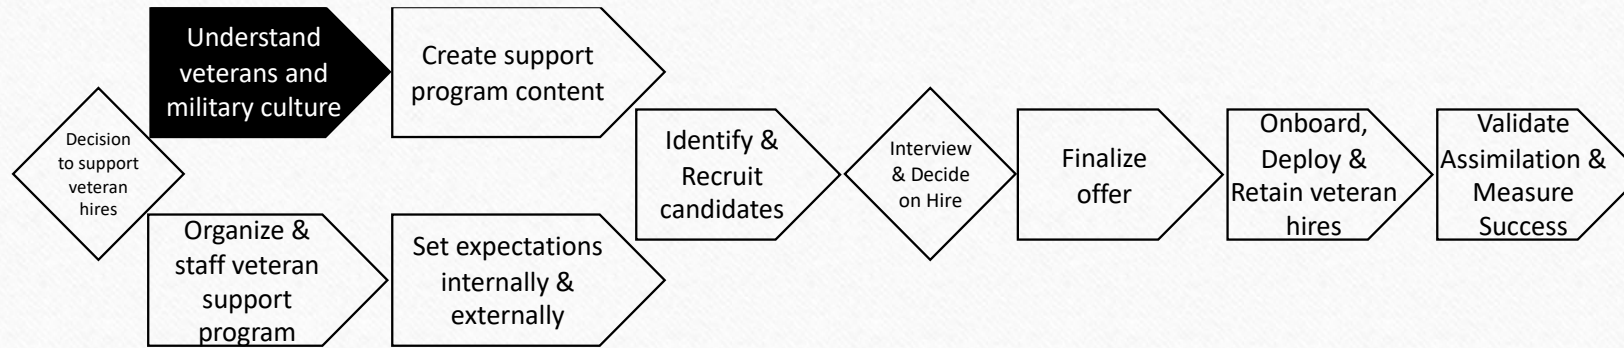 Decision
to support
veteran
hires
Understand
veterans and
military culture
Create support
program content
Organize &
staff veteran
support
program
Set expectations
internally &
externally
Identify &
Recruit
candidates
Interview
& Decide
on Hire
Finalize
offer
Onboard,
Deploy &
Retain veteran
hires
Validate
Assimilation &
Measure
Success